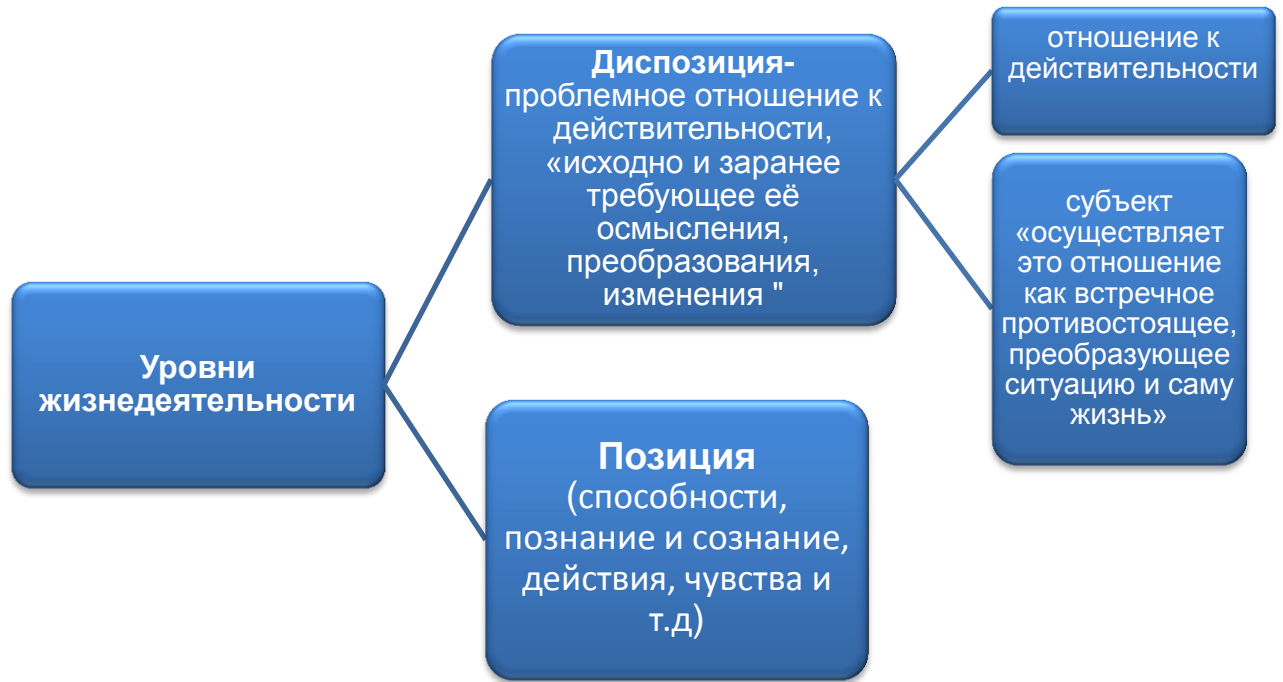 Уровни
жизнедеятельности
Диспозиция-
проблемное отношение к
действительности,
«исходно и заранее
требующее её
осмысления,
преобразования,
изменения "
отношение к
действительности
субъект
«осуществляет
это отношение
как встречное
противостоящее,
преобразующее
ситуацию и саму
жизнь»
Позиция
(способности,
познание и сознание,
действия, чувства и
т.д)